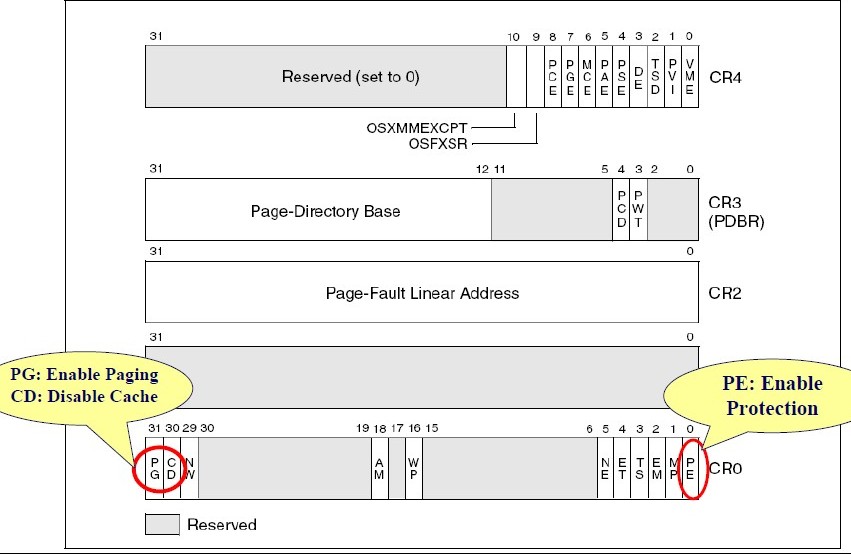 31 10 9 8 7 6 5 4 3 2 1 0
Reserved (set to 0) PCE PGE MCE PAE PSE DE TSD PVI VME CR4
OSXMMEXCPT
OSFXSR
31 12 11 5 4 3 2 0
Page-Directory Base PCD PWT CR3
(PDBR)
31 0
Page-Fault Linear Address CR2
31 0
PG: Enable Paging
CD: Disable Cache
PE: Enable
Protection
31 30 29 30 19 18 17 16 15 6 5 4 3 2 1 0
PG CD NW AM WP NE ET TS EM MP PE CR0
Reserved